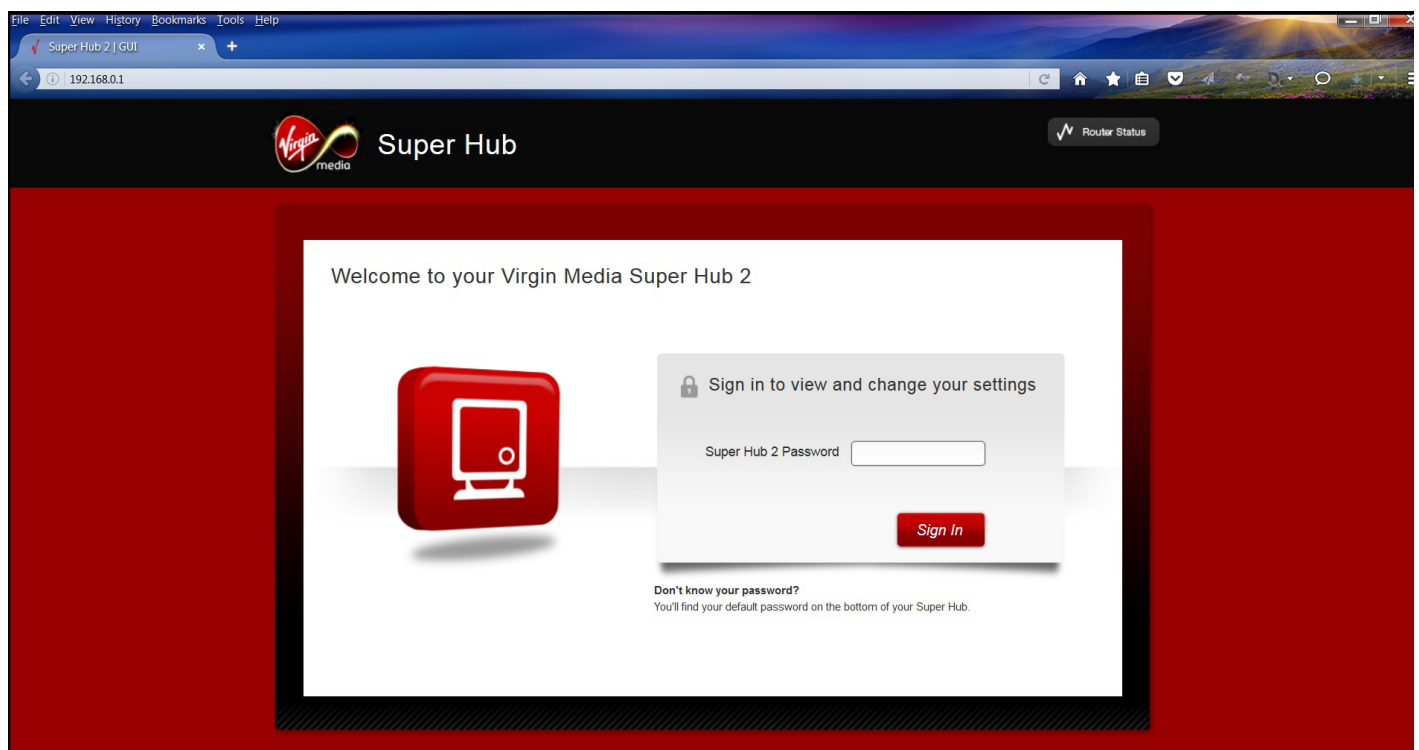 File Edit View History Bookmarks Tools Help
Super Hub 2 | GUI
192.168.0.1
Virgin
media
Super Hub
Router Status
Welcome to your Virgin Media Super Hub 2
Sign in to view and change your settings
Super Hub 2 Password
Sign In
Don't know your password?
You'll find your default password on the bottom of your Super Hub.